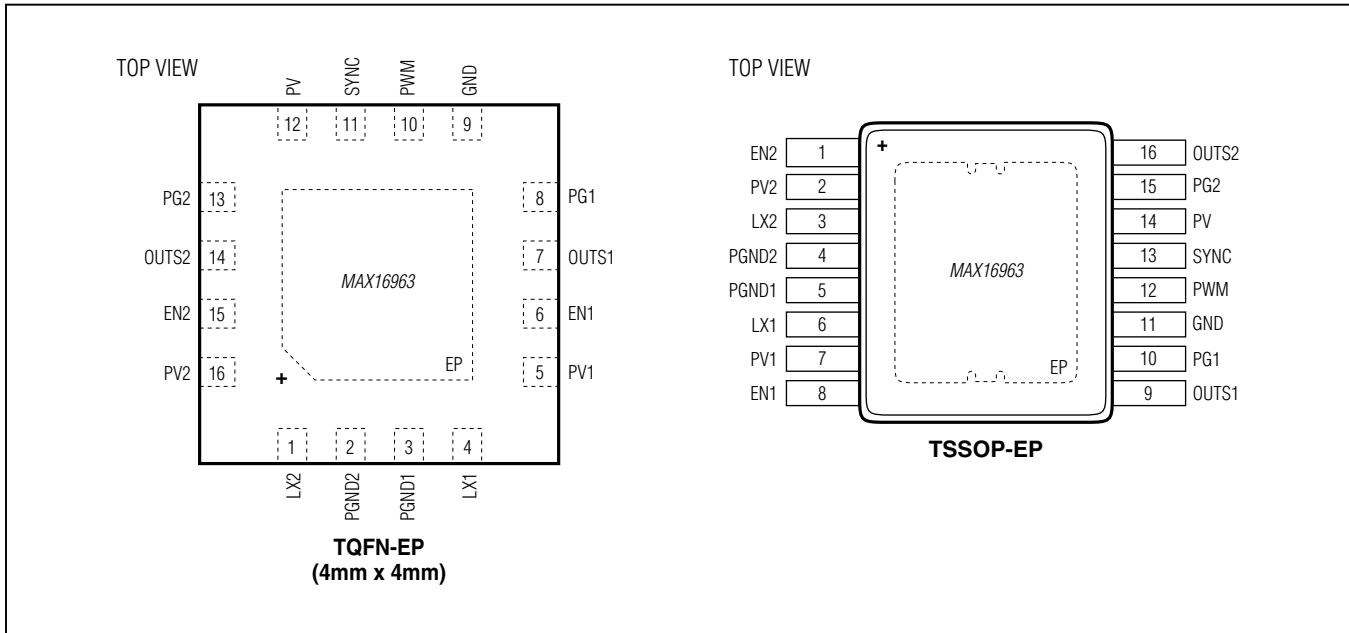 TOP VIEW
PV
SYNC
PWM
GND
12
11
10
9
PG2
13
8
PG1
OUTS2
14
7
OUTS1
MAX16963
EN2
15
6
EN1
PV2
16
5
PV1
+
EP
1
2
3
4
LX2
PGND2
PGND1
LX1
TQFN-EP
(4mm x 4mm)
TOP VIEW
+
EN2 1
PV2 2
LX2 3
PGND2 4
PGND1 5
LX1 6
PV1 7
EN1 8
MAX16963
EP
16 OUTS2
15 PG2
14 PV
13 SYNC
12 PWM
11 GND
10 PG1
9 OUTS1
TSSOP-EP